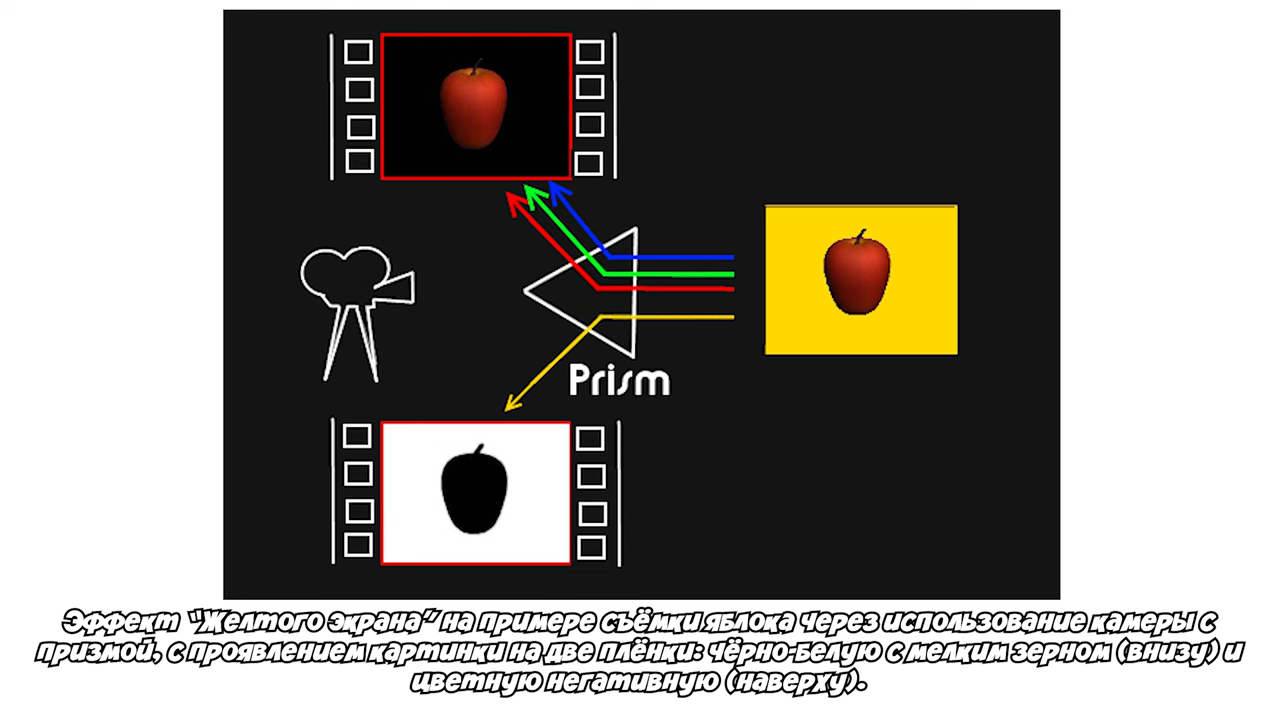 Prism
Эффект "Желтого экрана" на примере съёмки яблока через использование камеры с
призмой, с проявлением картинки на две плёнки: чёрно-белую с мелким зерном (внизу) и
цветную негативную (наверху).